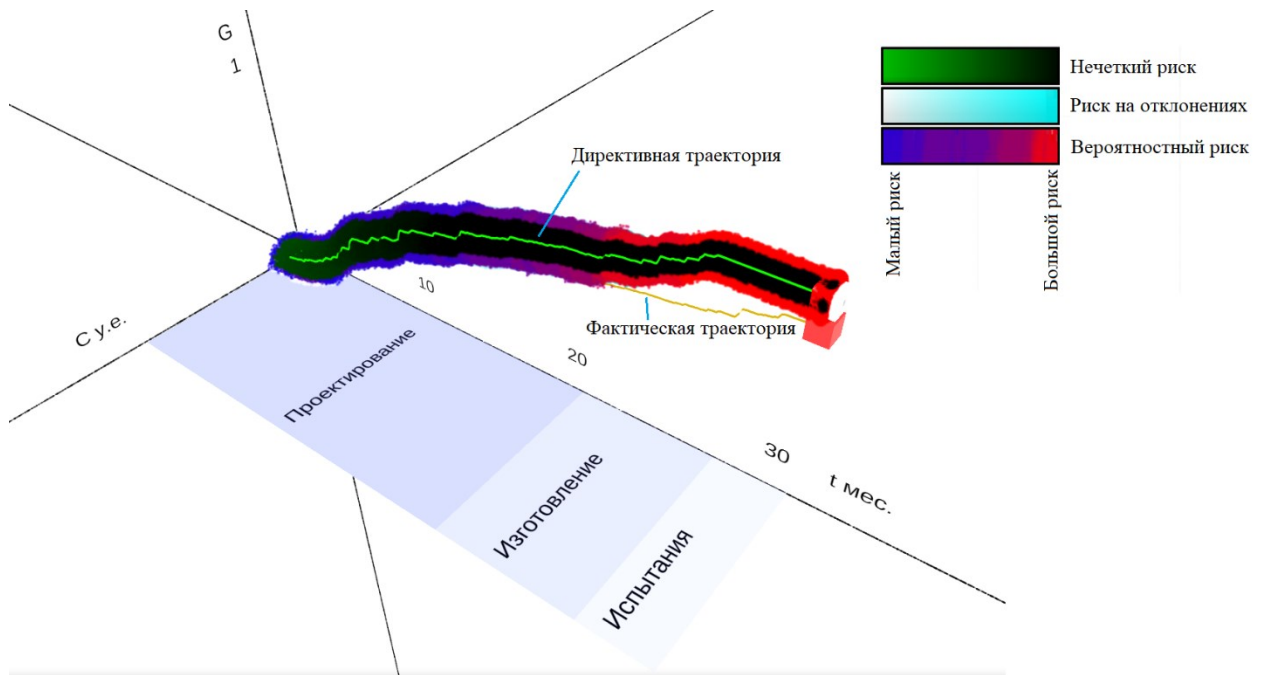 G
1
Нечеткий риск
Риск на отклонениях
Вероятностный риск
Малый риск
Большой риск
Директивная траектория
Фактическая траектория
С у.е.
10
20
30
t мес.
Проектирование
Изготовление
Испытания